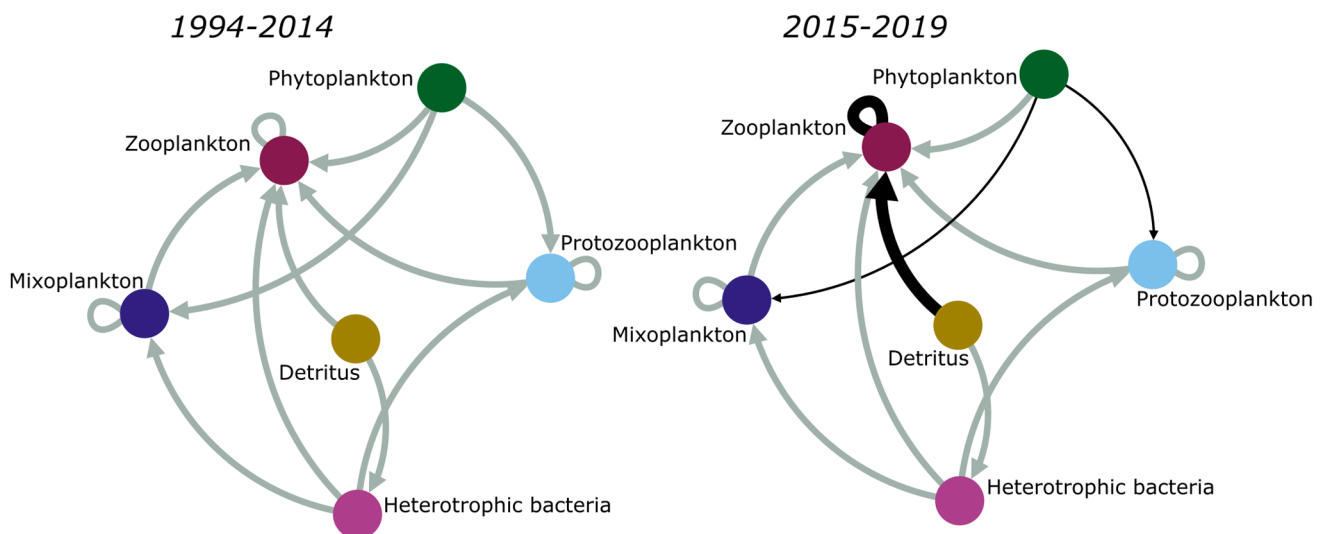 1994-2014
Phytoplankton
Zooplankton
Protozooplankton
Mixoplankton
Detritus
Heterotrophic bacteria
2015-2019
Phytoplankton
Zooplankton
Protozooplankton
Mixoplankton
Detritus
Heterotrophic bacteria